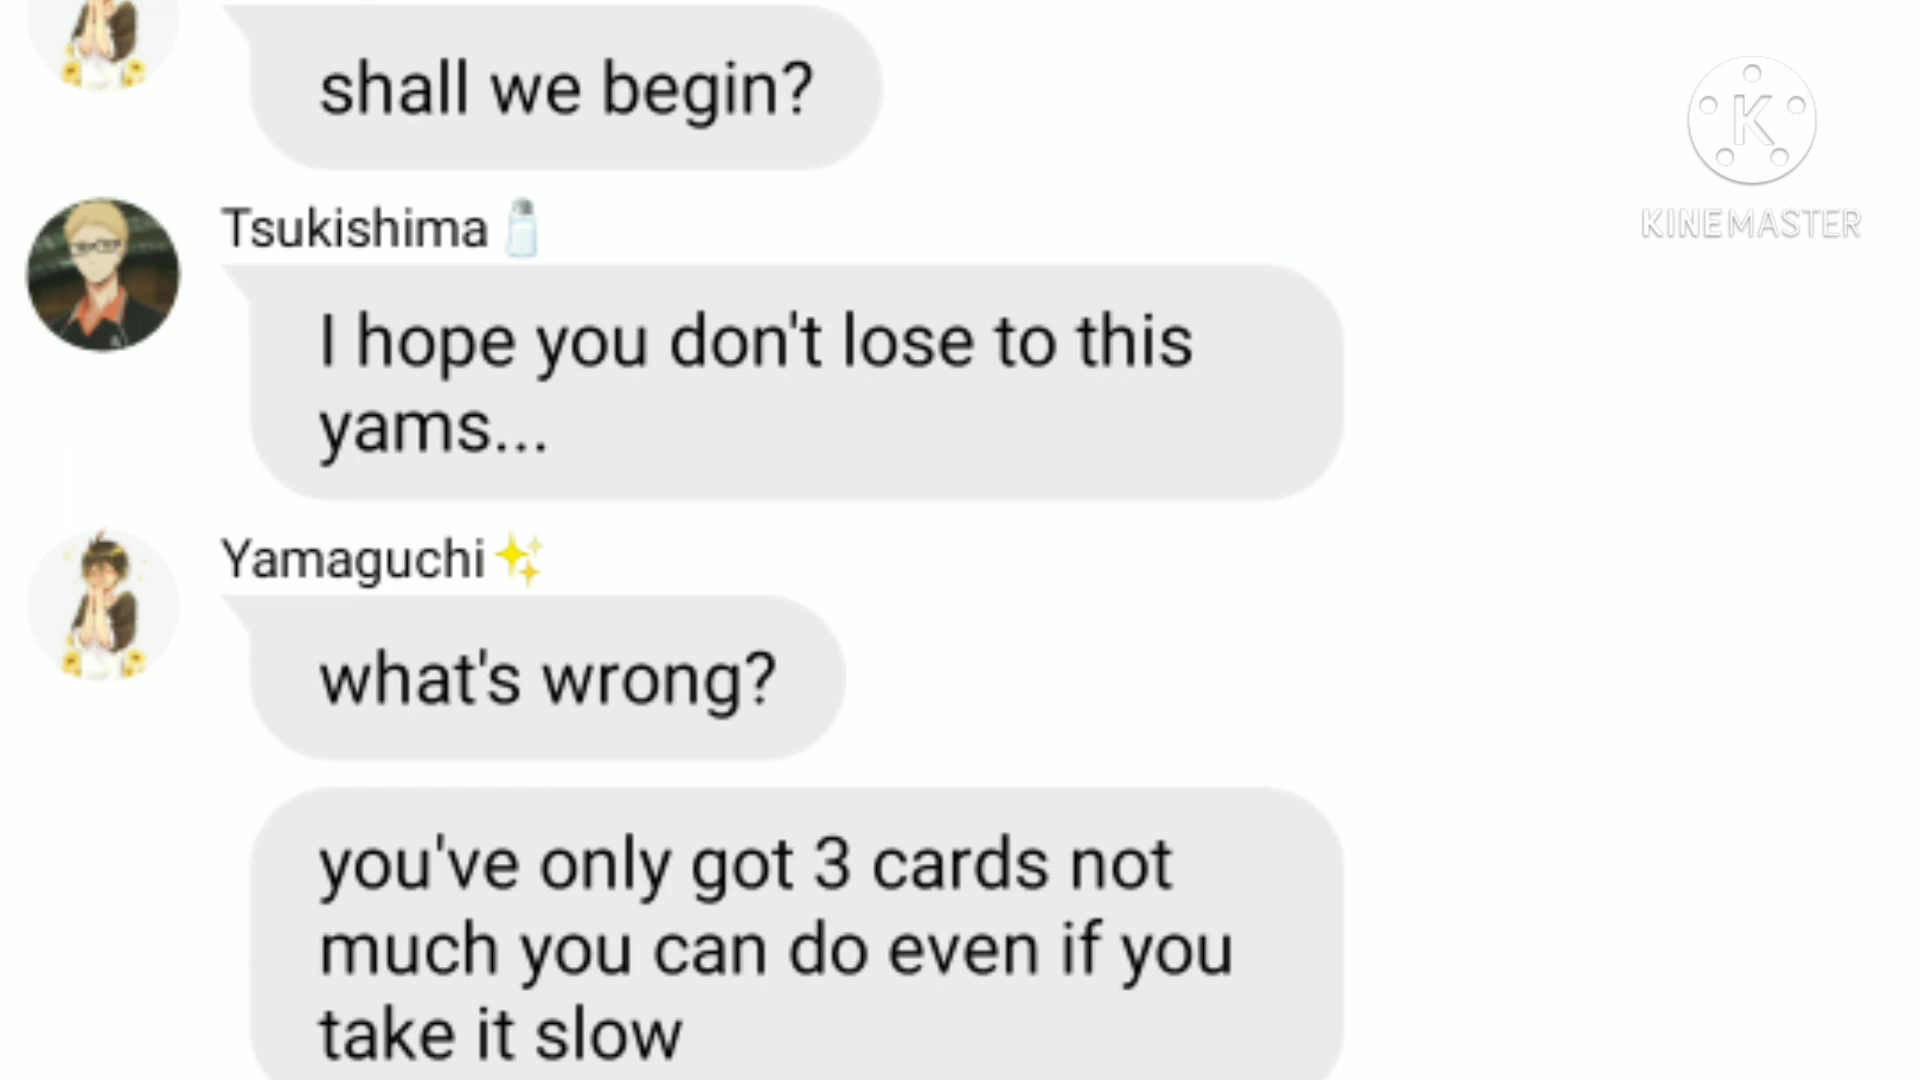 shall we begin?
Tsukishima🧂
I hope you don't lose to this
yams...
Yamaguchi✨
what's wrong?
you've only got 3 cards not
much you can do even if you
take it slow
K
KINEMASTER